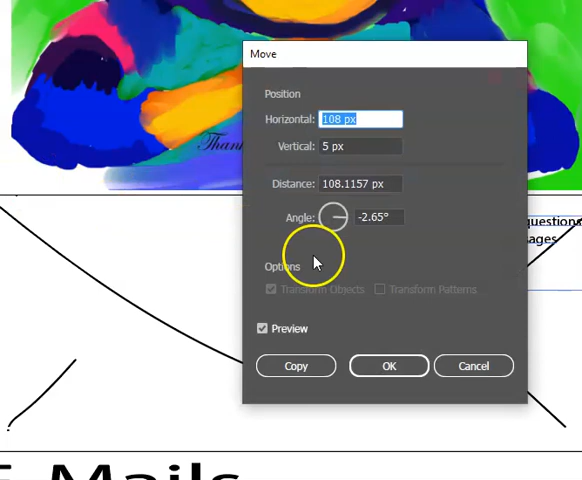 Move
Position
Horizontal: 108 px
Vertical: 5 px
Distance: 108.1157 px
Angle: -2.65°
Options
Transform Objects Transform Patterns
Preview
Copy OK Cancel
Than
questions
ages
E-Mails